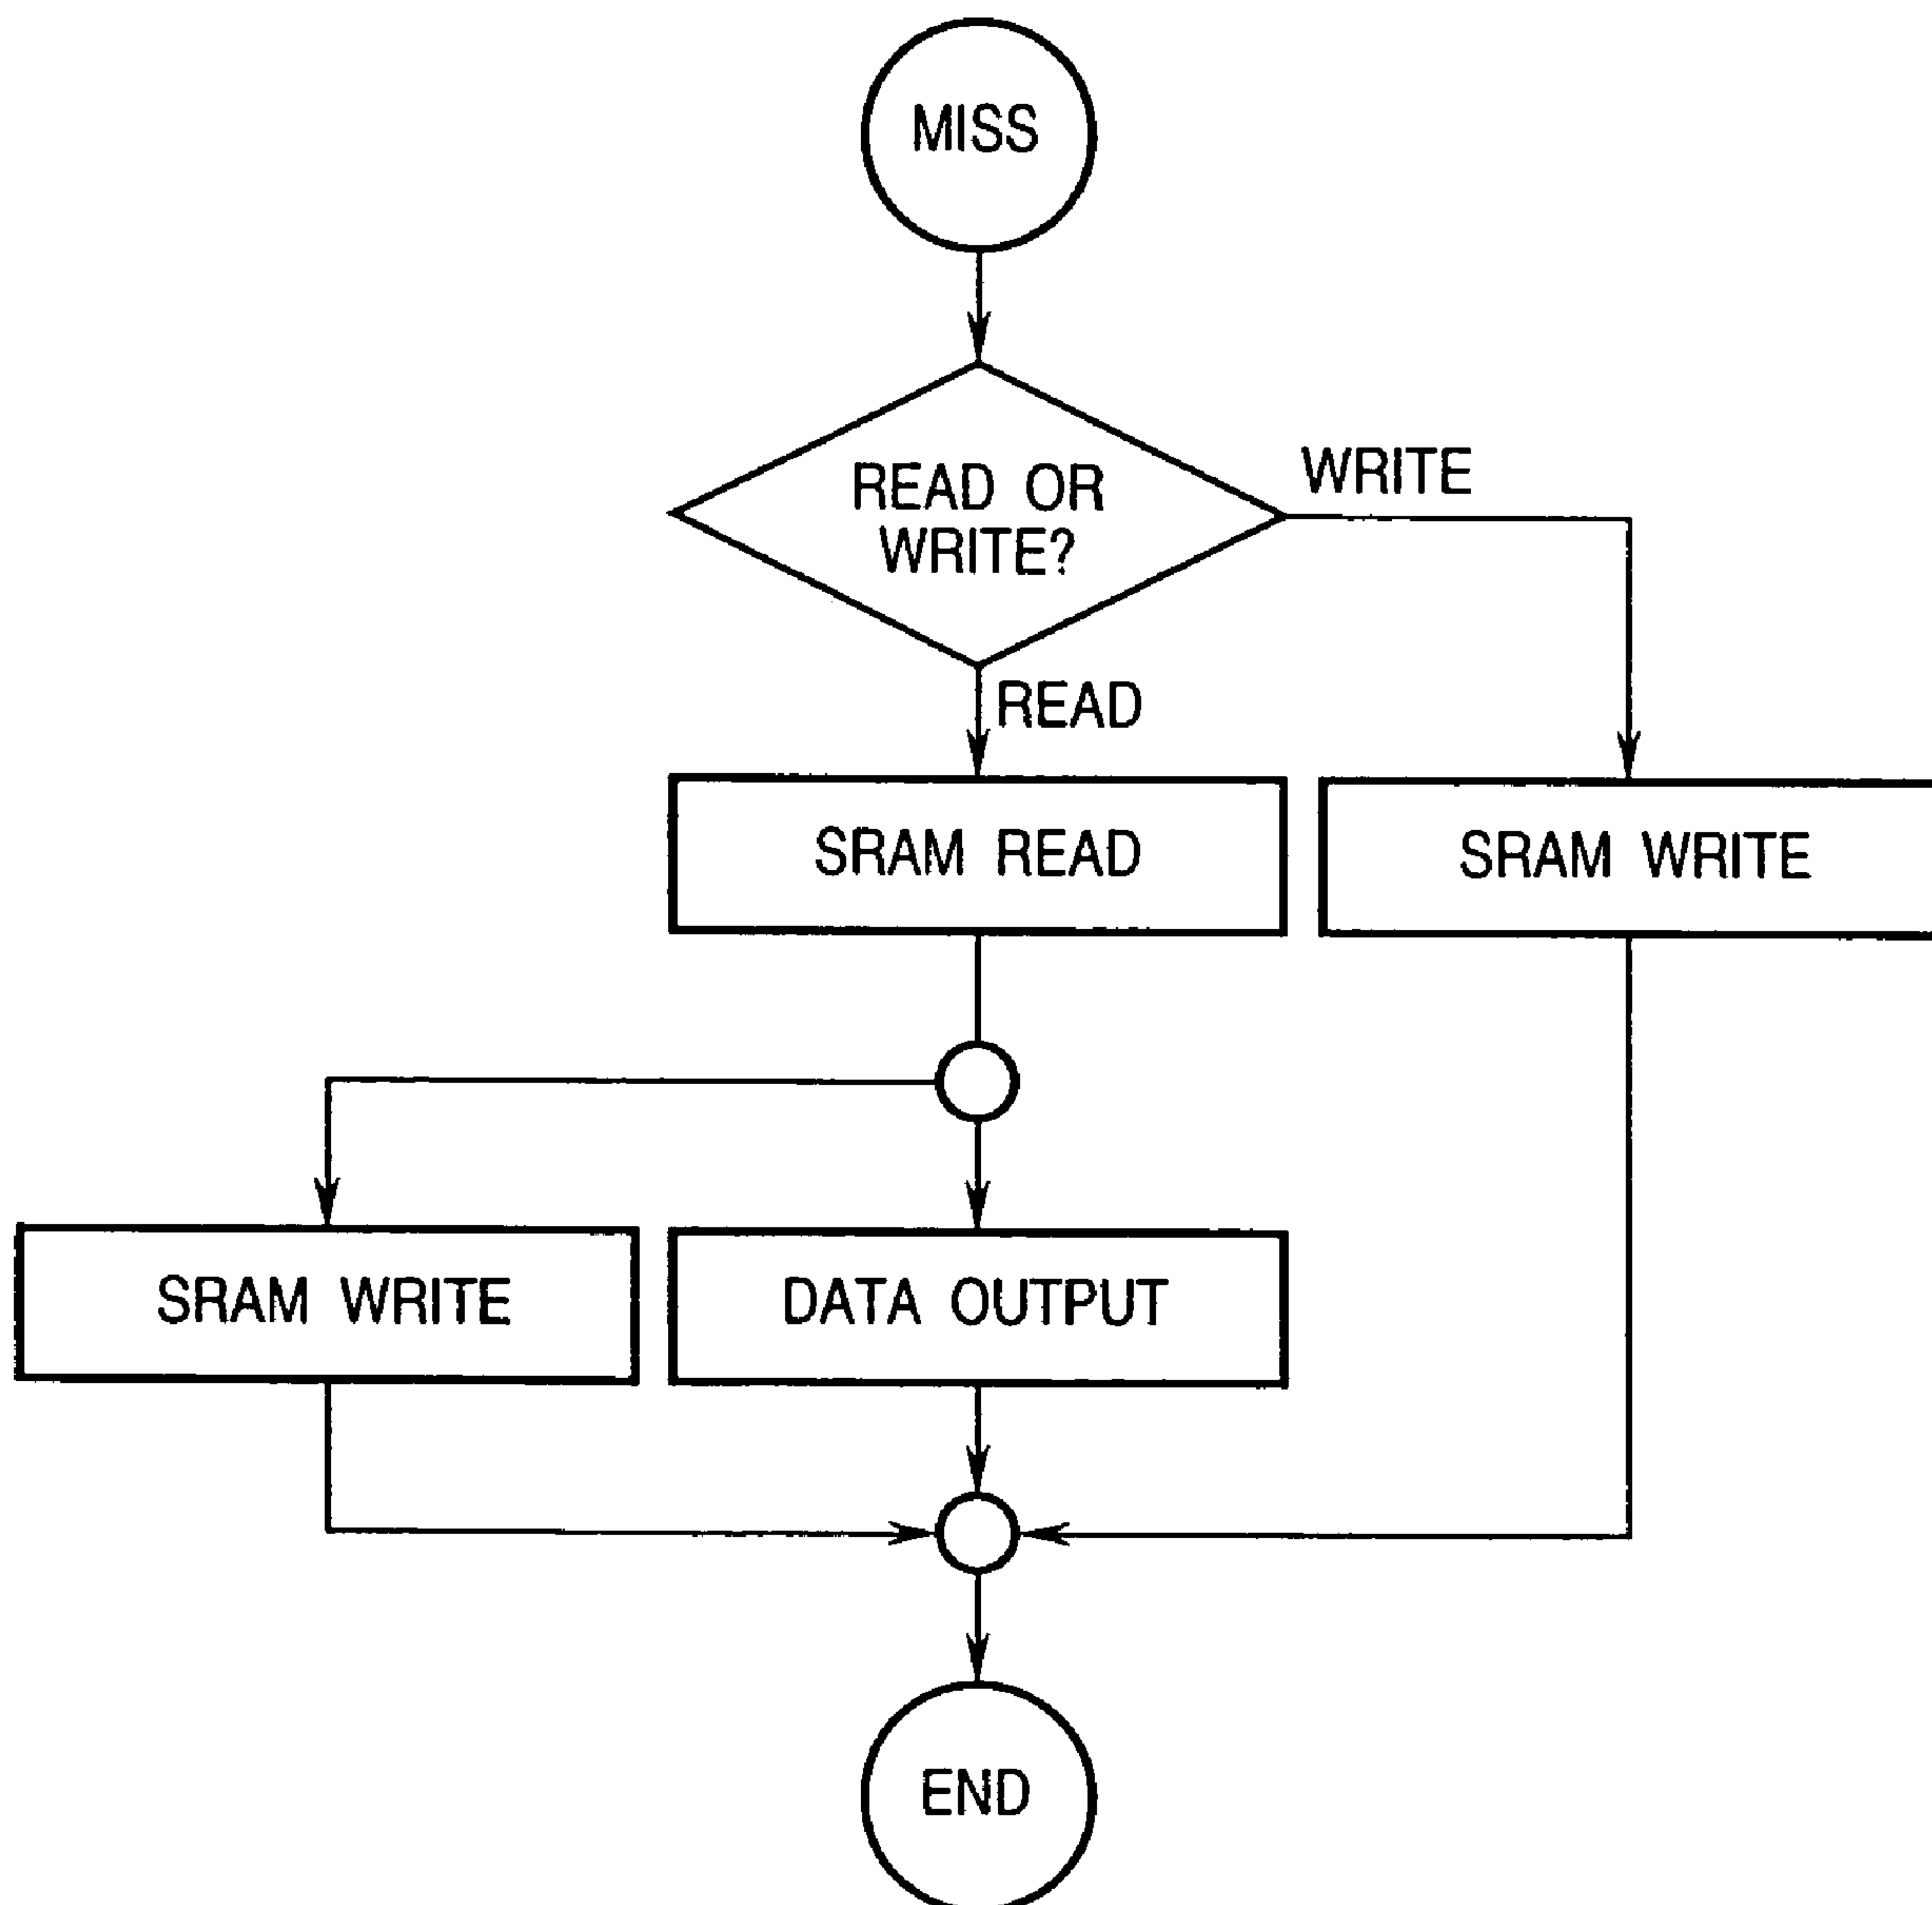 MISS
READ OR
WRITE?
WRITE
READ
SRAM READ
SRAM WRITE
SRAM WRITE
DATA OUTPUT
END